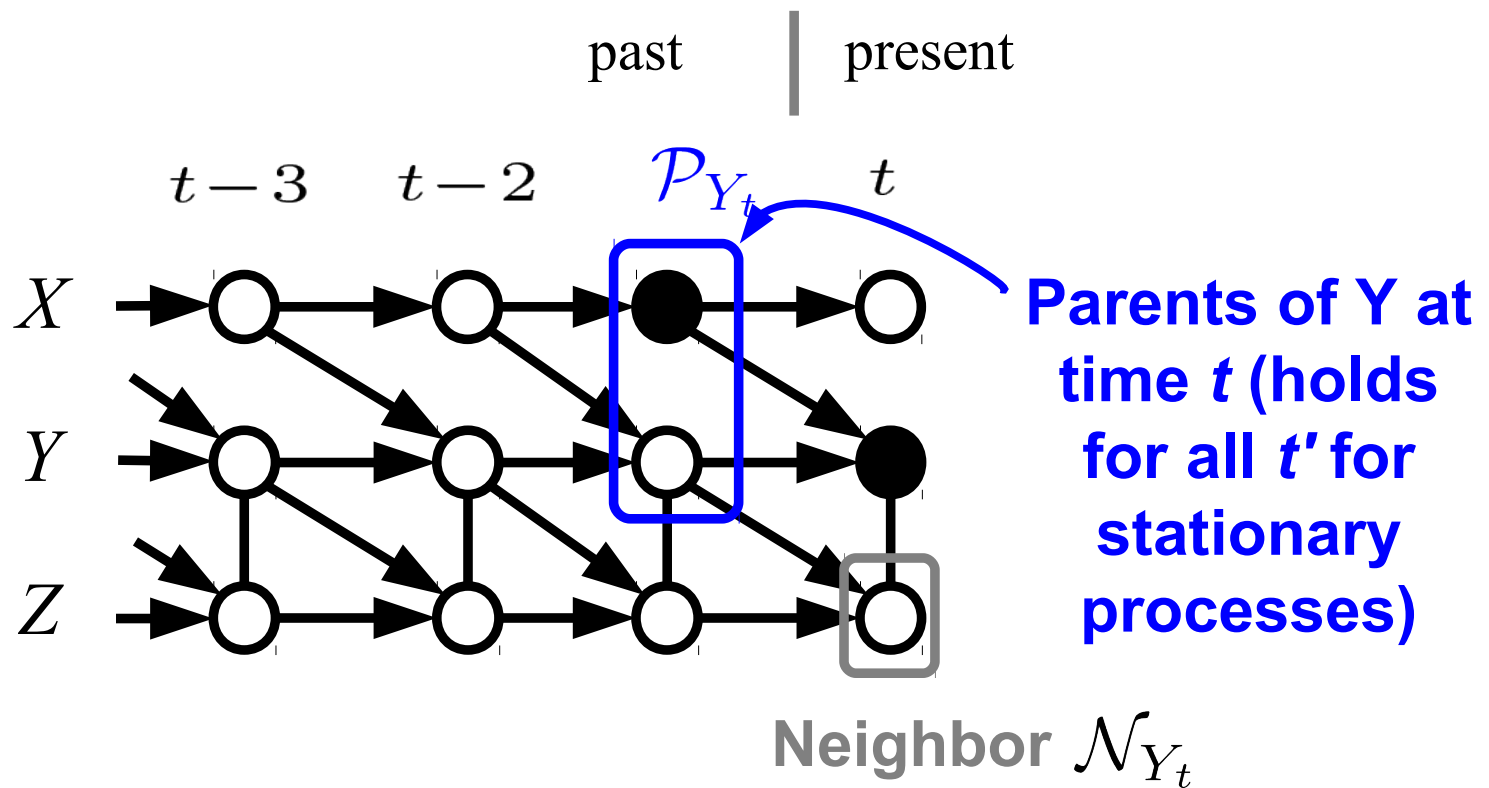 past | present
t − 3 t − 2 𝒫_{Y_t} t
X
Y
Z
Parents of Y at
time t (holds
for all t' for
stationary
processes)
Neighbor 𝒩_{Y_t}